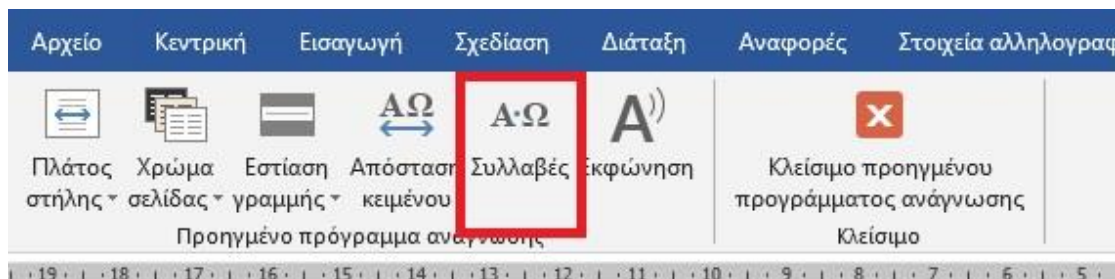 Αρχείο Κεντρική Εισαγωγή Σχεδίαση Διάταξη Αναφορές Στοιχεία αλληλογραφ
ΑΩ Α·Ω Α
Πλάτος Χρώμα Εστίαση Απόσταση Συλλαβές Εκφώνηση Κλείσιμο προηγμένου
στήλης σελίδας γραμμής κειμένου προγράμματος ανάγνωσης
Προηγμένο πρόγραμμα ανάγνωσης Κλείσιμο
19 18 17 16 15 14 13 12 11 10 9 8 7 6 5